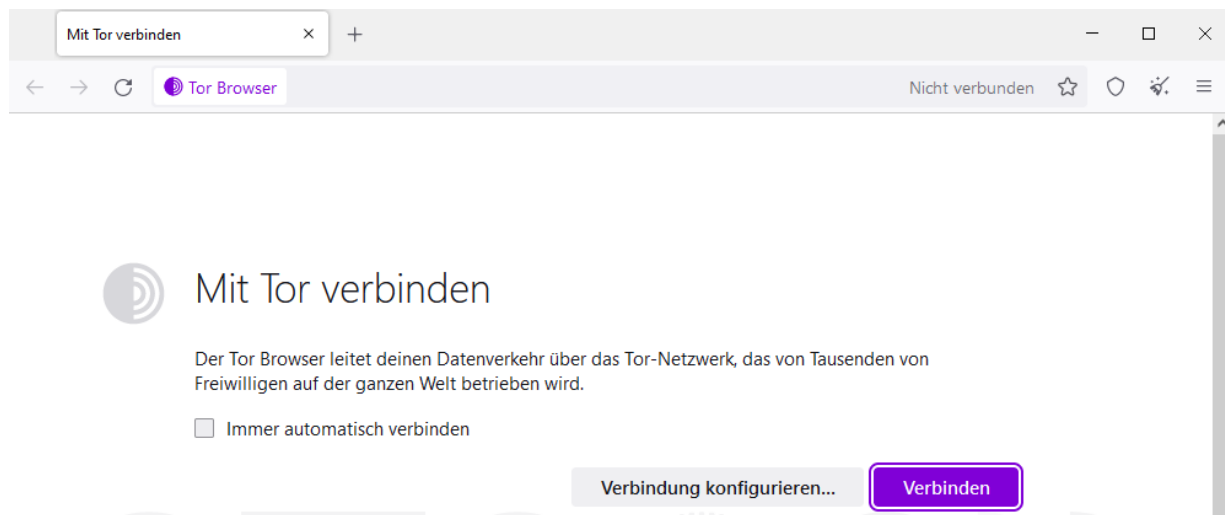 Mit Tor verbinden
Tor Browser
Nicht verbunden
Mit Tor verbinden
Der Tor Browser leitet deinen Datenverkehr über das Tor-Netzwerk, das von Tausenden von
Freiwilligen auf der ganzen Welt betrieben wird.
Immer automatisch verbinden
Verbindung konfigurieren...
Verbinden